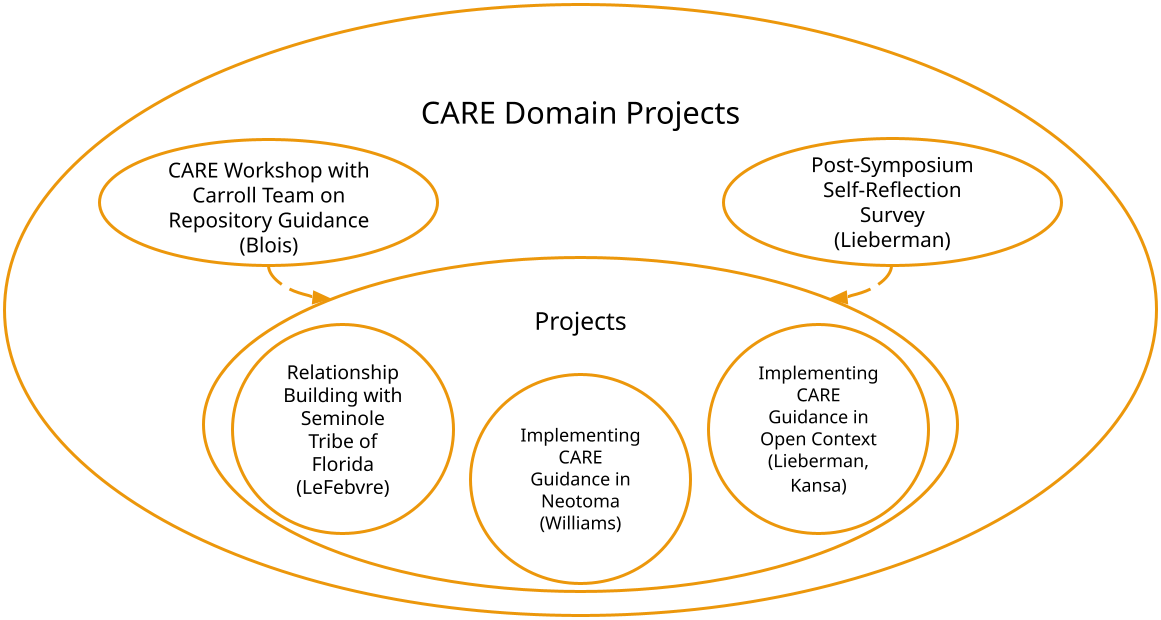 CARE Domain Projects
CARE Workshop with
Carroll Team on
Repository Guidance
(Blois)
Post-Symposium
Self-Reflection
Survey
(Lieberman)
Projects
Relationship
Building with
Seminole
Tribe of
Florida
(LeFebvre)
Implementing
CARE
Guidance in
Neotoma
(Williams)
Implementing
CARE
Guidance in
Open Context
(Lieberman,
Kansa)